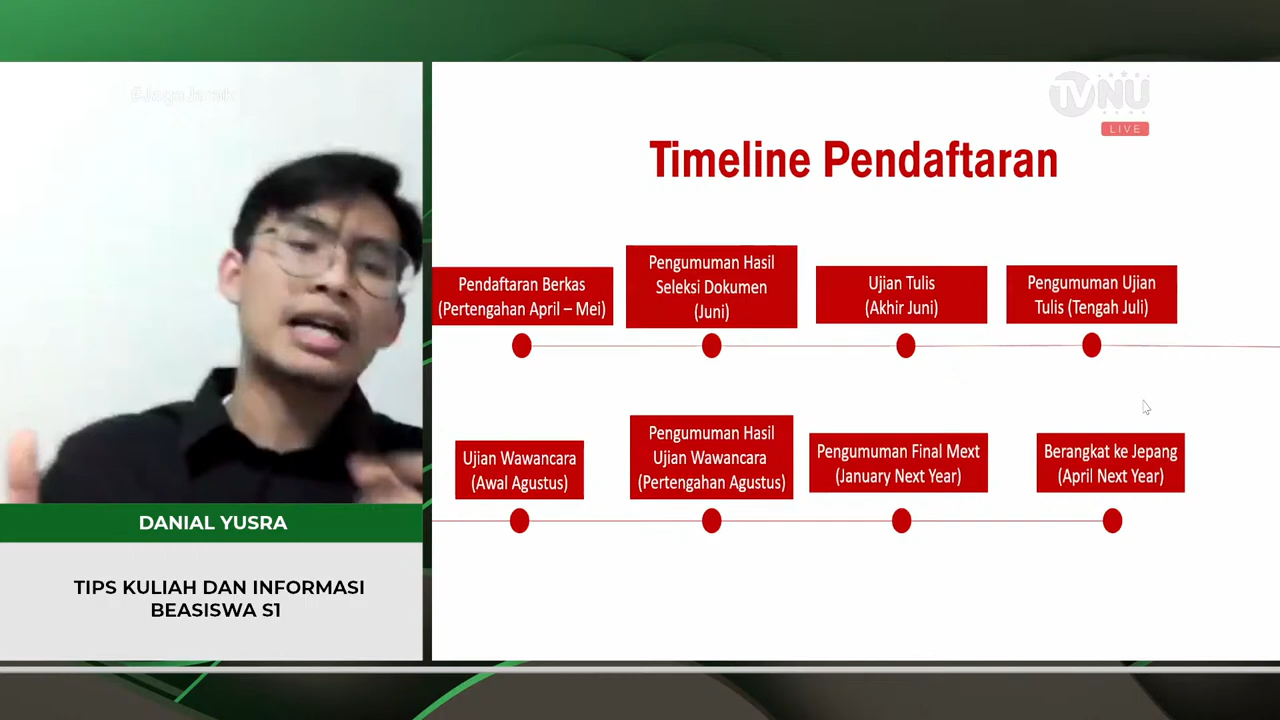 #JagaJarak
TVNU
LIVE
Timeline Pendaftaran
Pendaftaran Berkas
(Pertengahan April – Mei)
Pengumuman Hasil
Seleksi Dokumen
(Juni)
Ujian Tulis
(Akhir Juni)
Pengumuman Ujian
Tulis (Tengah Juli)
Ujian Wawancara
(Awal Agustus)
Pengumuman Hasil
Ujian Wawancara
(Pertengahan Agustus)
Pengumuman Final Mext
(January Next Year)
Berangkat ke Jepang
(April Next Year)
DANIAL YUSRA
TIPS KULIAH DAN INFORMASI
BEASISWA S1